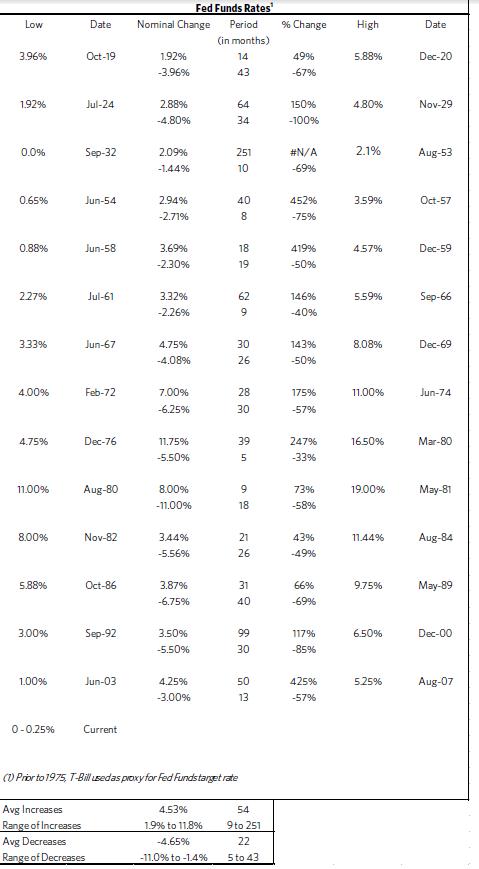 Fed Funds Rates¹
Low Date Nominal Change Period % Change High Date
(in months)
3.96% Oct-19 1.92% 14 49% 5.88% Dec-20
-3.96% 43 -67%
1.92% Jul-24 2.88% 64 150% 4.80% Nov-29
-4.80% 34 -100%
0.0% Sep-32 2.09% 251 #N/A 2.1% Aug-53
-1.44% 10 -69%
0.65% Jun-54 2.94% 40 452% 3.59% Oct-57
-2.71% 8 -75%
0.88% Jun-58 3.69% 18 419% 4.57% Dec-59
-2.30% 19 -50%
2.27% Jul-61 3.32% 62 146% 5.59% Sep-66
-2.26% 9 -40%
3.33% Jun-67 4.75% 30 143% 8.08% Dec-69
-4.08% 26 -50%
4.00% Feb-72 7.00% 28 175% 11.00% Jun-74
-6.25% 30 -57%
4.75% Dec-76 11.75% 39 247% 16.50% Mar-80
-5.50% 5 -33%
11.00% Aug-80 8.00% 9 73% 19.00% May-81
-11.00% 18 -58%
8.00% Nov-82 3.44% 21 43% 11.44% Aug-84
-5.56% 26 -49%
5.88% Oct-86 3.87% 31 66% 9.75% May-89
-6.75% 40 -69%
3.00% Sep-92 3.50% 99 117% 6.50% Dec-00
-5.50% 30 -85%
1.00% Jun-03 4.25% 50 425% 5.25% Aug-07
-3.00% 13 -57%
0 - 0.25% Current
(1) Prior to 1975, T-Bill used as proxy for Fed Funds target rate
Avg Increases 4.53% 54
Range of Increases 1.9% to 11.8% 9 to 251
Avg Decreases -4.65% 22
Range of Decreases -11.0% to -1.4% 5 to 43